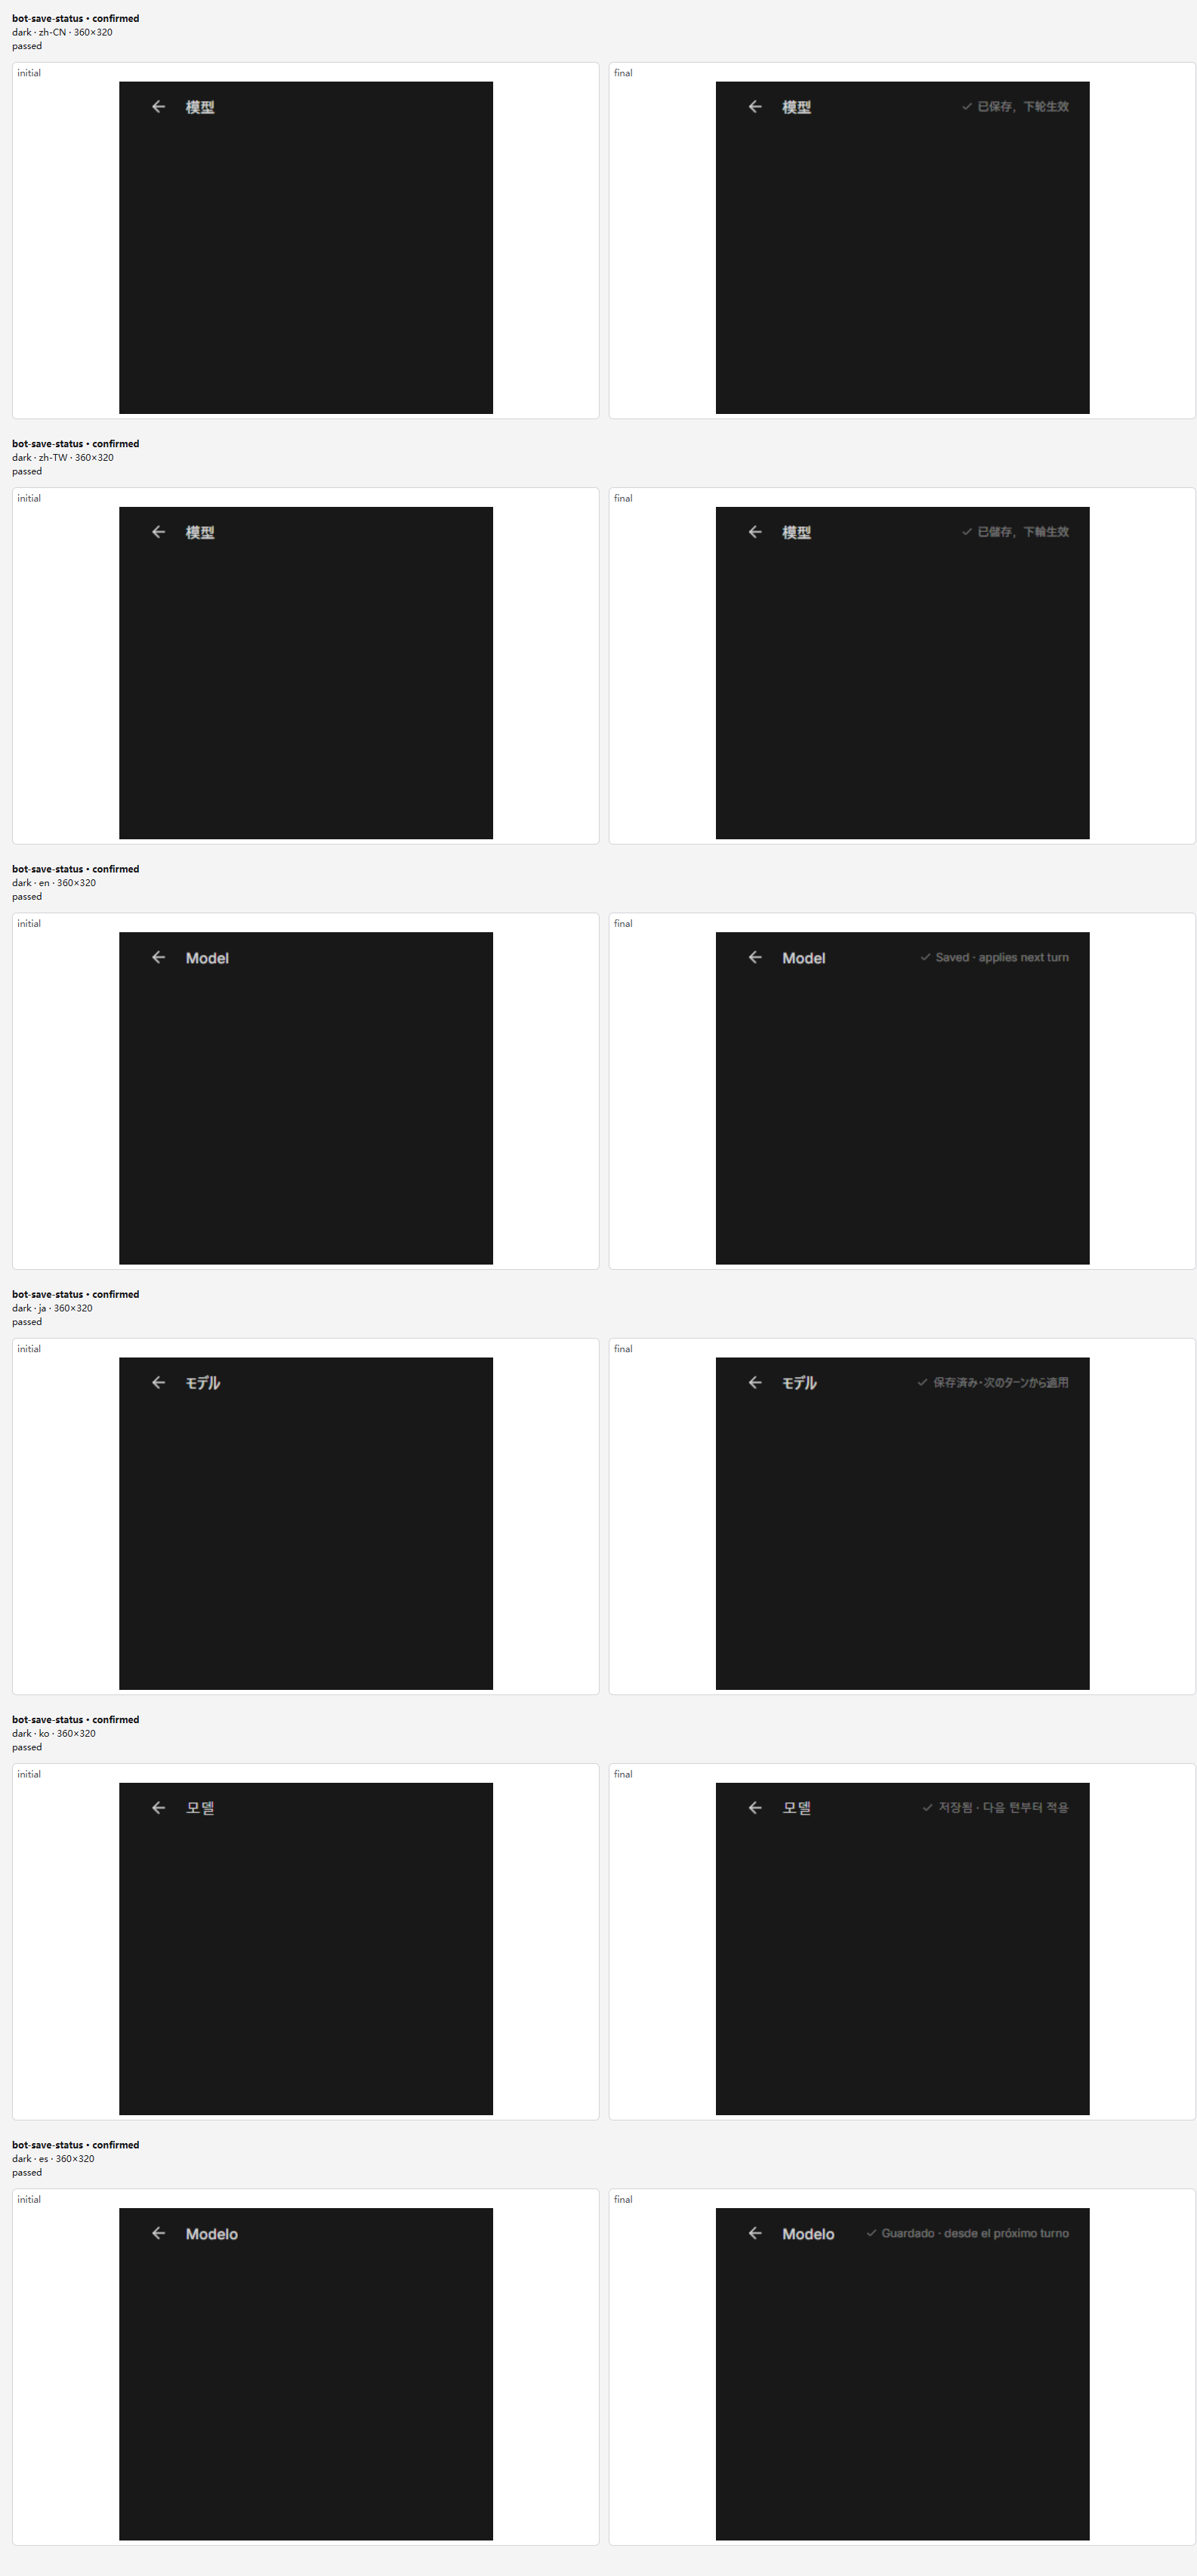 bot-save-status • confirmed
dark · zh-CN · 360×320
passed
initial
模型
final
模型
已保存，下轮生效
bot-save-status • confirmed
dark · zh-TW · 360×320
passed
initial
模型
final
模型
已儲存，下輪生效
bot-save-status • confirmed
dark · en · 360×320
passed
initial
Model
final
Model
Saved · applies next turn
bot-save-status • confirmed
dark · ja · 360×320
passed
initial
モデル
final
モデル
保存済み · 次のターンから適用
bot-save-status • confirmed
dark · ko · 360×320
passed
initial
모델
final
모델
저장됨 · 다음 턴부터 적용
bot-save-status • confirmed
dark · es · 360×320
passed
initial
Modelo
final
Modelo
Guardado · desde el próximo turno